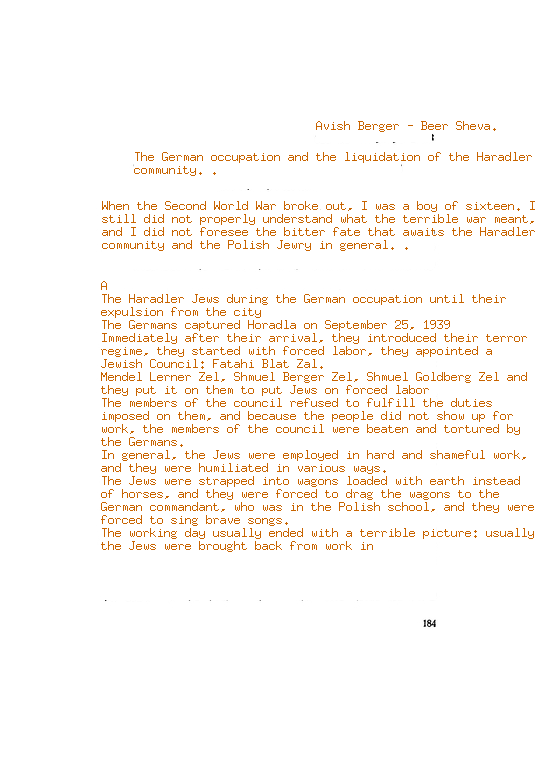 Avish Berger - Beer Sheva.
The German occupation and the liquidation of the Haradler
community. .
When the Second World War broke out, I was a boy of sixteen. I
still did not properly understand what the terrible war meant,
and I did not foresee the bitter fate that awaits the Haradler
community and the Polish Jewry in general. .
A
The Haradler Jews during the German occupation until their
expulsion from the city
The Germans captured Horadla on September 25, 1939
Immediately after their arrival, they introduced their terror
regime, they started with forced labor, they appointed a
Jewish Council: Fatahi Blat Zal.
Mendel Lerner Zel, Shmuel Berger Zel, Shmuel Goldberg Zel and
they put it on them to put Jews on forced labor
The members of the council refused to fulfill the duties
imposed on them, and because the people did not show up for
work, the members of the council were beaten and tortured by
the Germans.
In general, the Jews were employed in hard and shameful work,
and they were humiliated in various ways.
The Jews were strapped into wagons loaded with earth instead
of horses, and they were forced to drag the wagons to the
German commandant, who was in the Polish school, and they were
forced to sing brave songs.
The working day usually ended with a terrible picture: usually
the Jews were brought back from work in
184